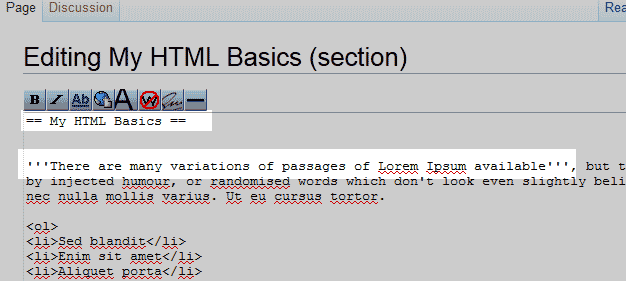 Page Discussion Rea
Editing My HTML Basics (section)
B I Ab A W
== My HTML Basics ==
'''There are many variations of passages of Lorem Ipsum available''', but t
by injected humour, or randomised words which don't look even slightly beli
nec nulla mollis varius. Ut eu cursus tortor.
<ol>
<li>Sed blandit</li>
<li>Enim sit amet</li>
<li>Aliquet porta</li>